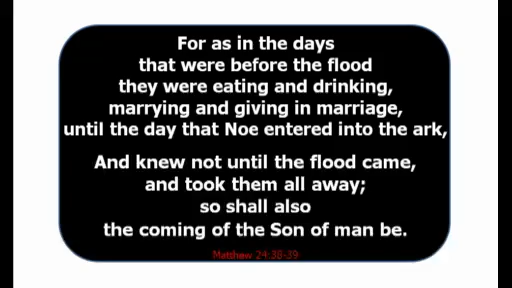 For as in the days
that were before the flood
they were eating and drinking,
marrying and giving in marriage,
until the day that Noe entered into the ark,
And knew not until the flood came,
and took them all away;
so shall also
the coming of the Son of man be.
Matthew 24:38-39